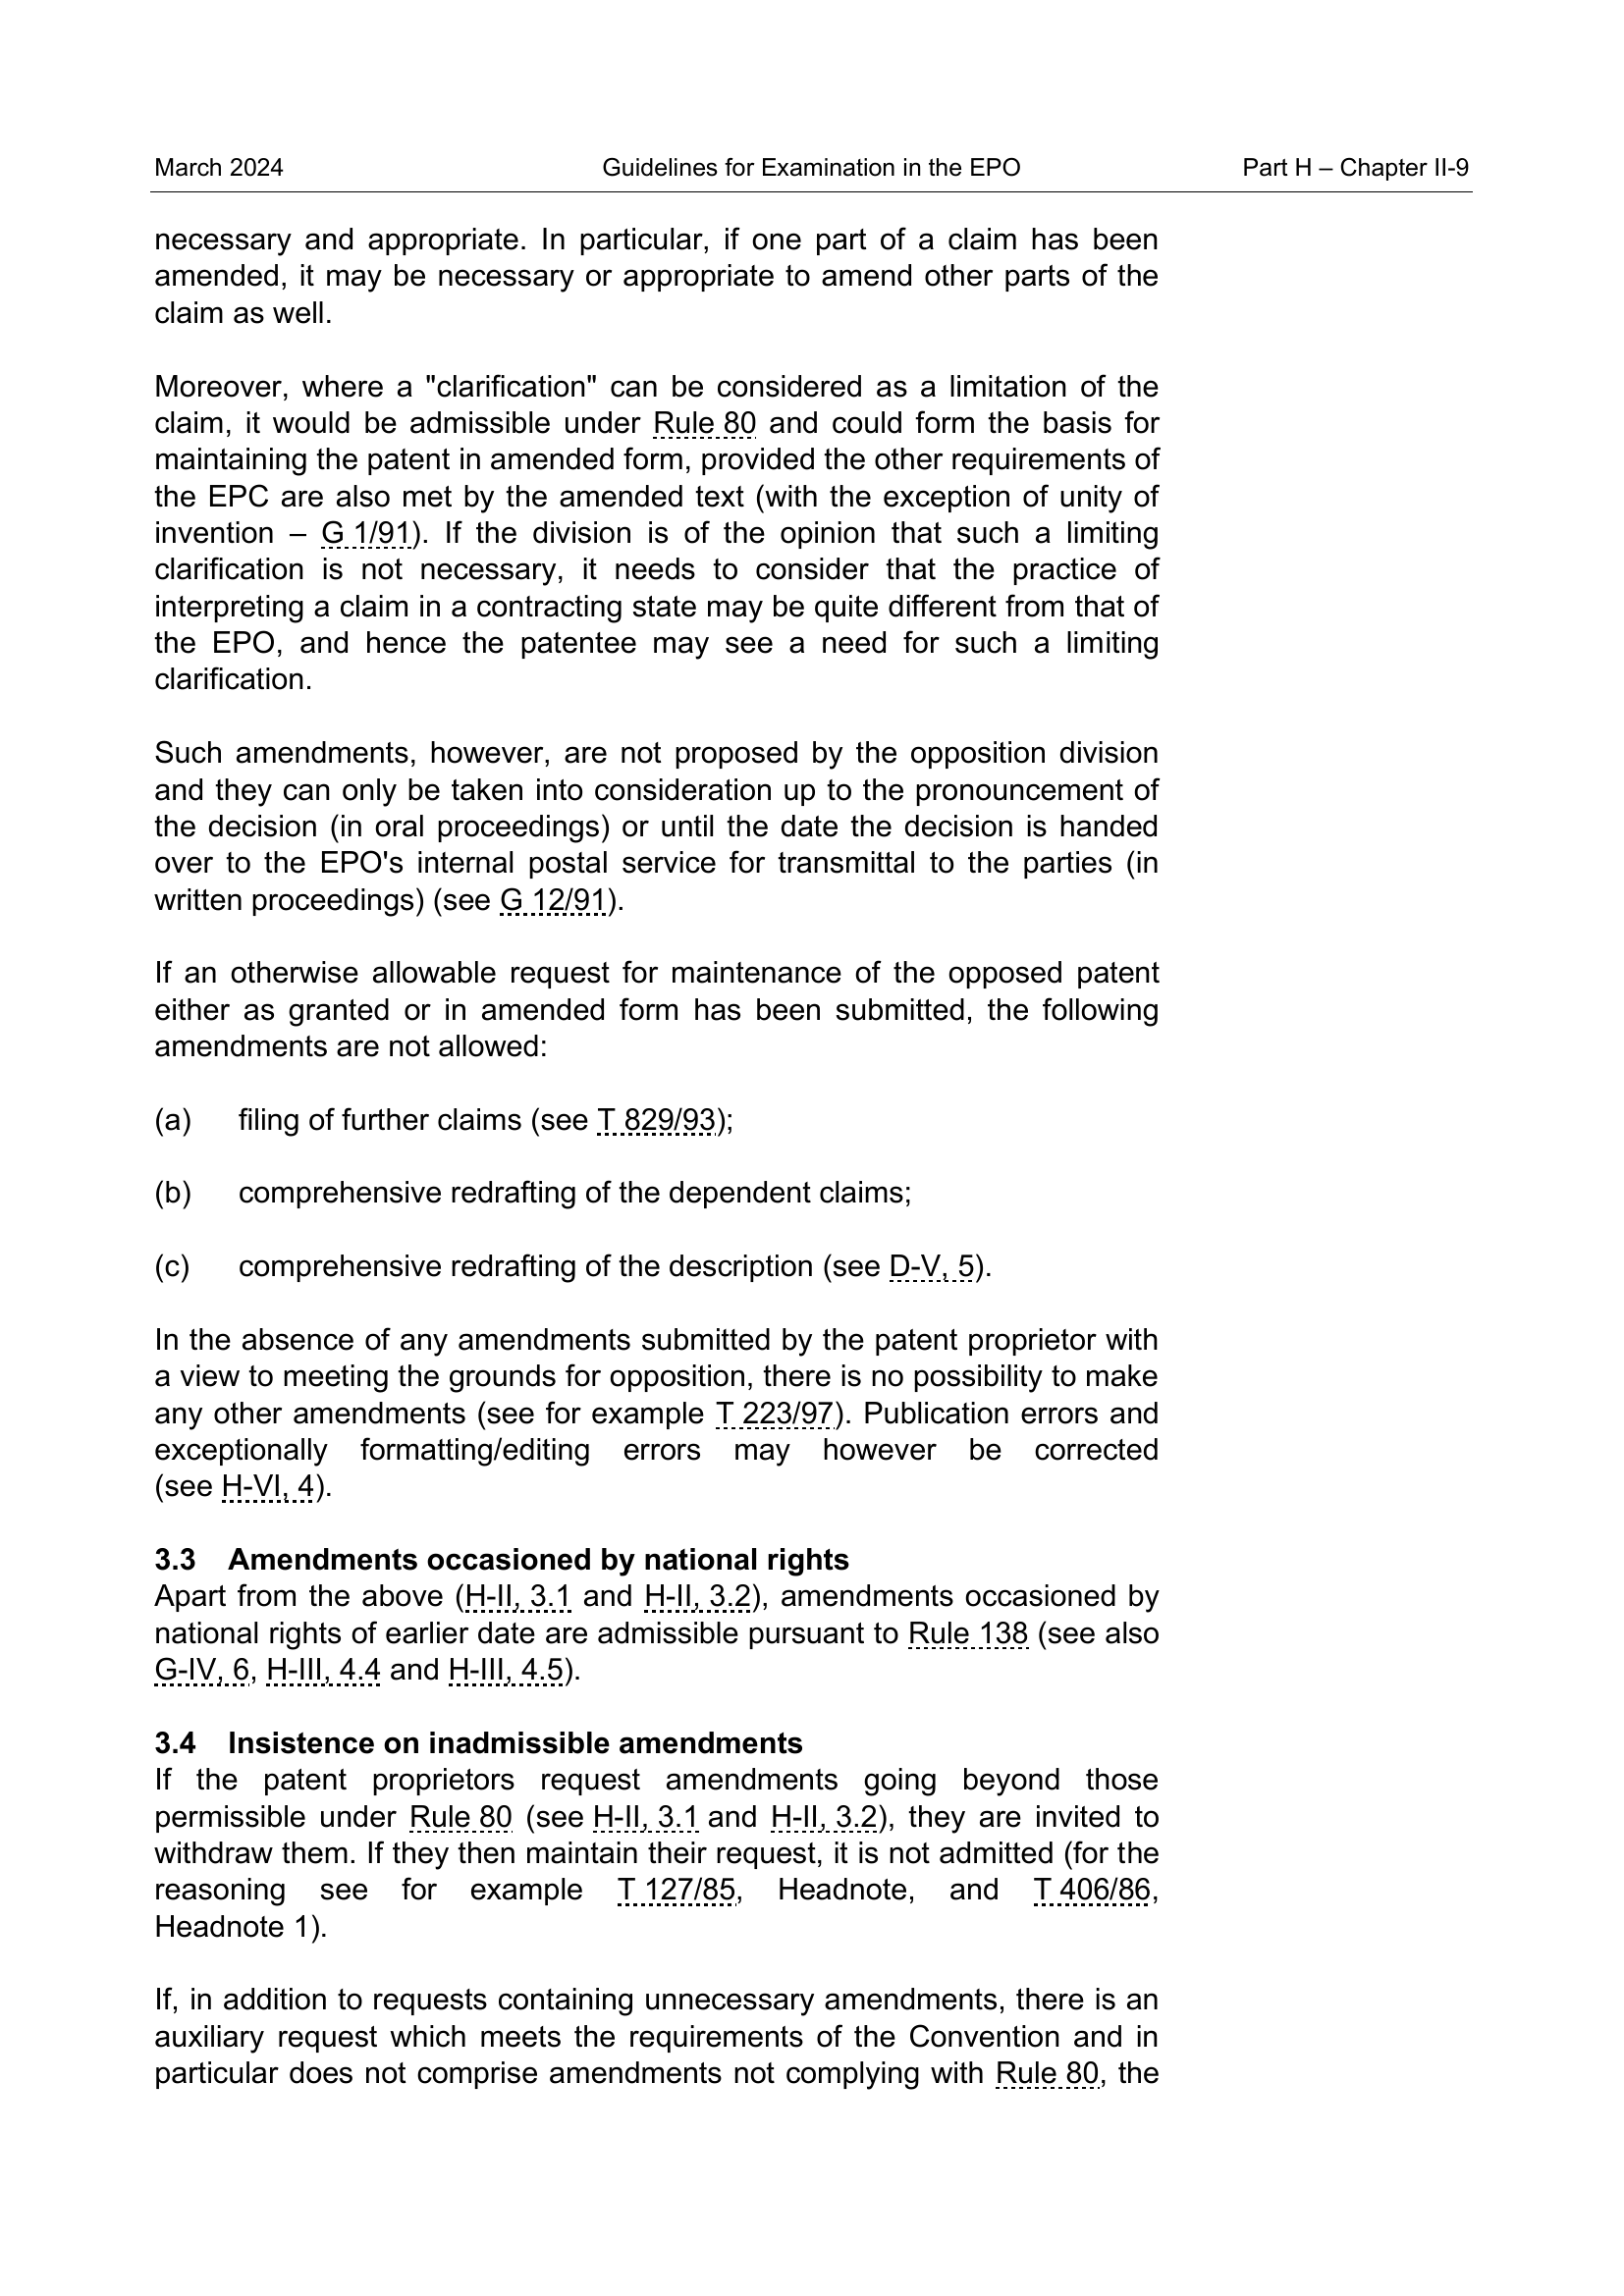 March 2024 Guidelines for Examination in the EPO Part H – Chapter II-9
necessary and appropriate. In particular, if one part of a claim has been
amended, it may be necessary or appropriate to amend other parts of the
claim as well.
Moreover, where a "clarification" can be considered as a limitation of the
claim, it would be admissible under Rule 80 and could form the basis for
maintaining the patent in amended form, provided the other requirements of
the EPC are also met by the amended text (with the exception of unity of
invention – G 1/91). If the division is of the opinion that such a limiting
clarification is not necessary, it needs to consider that the practice of
interpreting a claim in a contracting state may be quite different from that of
the EPO, and hence the patentee may see a need for such a limiting
clarification.
Such amendments, however, are not proposed by the opposition division
and they can only be taken into consideration up to the pronouncement of
the decision (in oral proceedings) or until the date the decision is handed
over to the EPO's internal postal service for transmittal to the parties (in
written proceedings) (see G 12/91).
If an otherwise allowable request for maintenance of the opposed patent
either as granted or in amended form has been submitted, the following
amendments are not allowed:
(a) filing of further claims (see T 829/93);
(b) comprehensive redrafting of the dependent claims;
(c) comprehensive redrafting of the description (see D-V, 5).
In the absence of any amendments submitted by the patent proprietor with
a view to meeting the grounds for opposition, there is no possibility to make
any other amendments (see for example T 223/97). Publication errors and
exceptionally formatting/editing errors may however be corrected
(see H-VI, 4).
3.3 Amendments occasioned by national rights
Apart from the above (H-II, 3.1 and H-II, 3.2), amendments occasioned by
national rights of earlier date are admissible pursuant to Rule 138 (see also
G-IV, 6, H-III, 4.4 and H-III, 4.5).
3.4 Insistence on inadmissible amendments
If the patent proprietors request amendments going beyond those
permissible under Rule 80 (see H-II, 3.1 and H-II, 3.2), they are invited to
withdraw them. If they then maintain their request, it is not admitted (for the
reasoning see for example T 127/85, Headnote, and T 406/86,
Headnote 1).
If, in addition to requests containing unnecessary amendments, there is an
auxiliary request which meets the requirements of the Convention and in
particular does not comprise amendments not complying with Rule 80, the